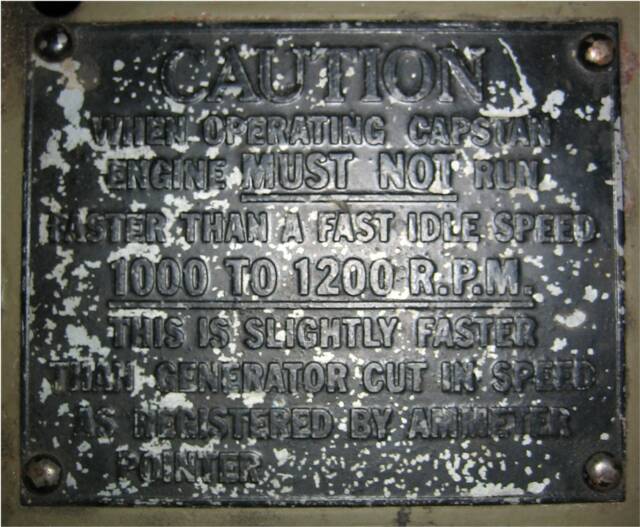 CAUTION
WHEN OPERATING CAPSTAN
ENGINE MUST NOT RUN
FASTER THAN A FAST IDLE SPEED
1000 TO 1200 R.P.M.
THIS IS SLIGHTLY FASTER
THAN GENERATOR CUT IN SPEED
AS REGISTERED BY AMMETER
POINTER